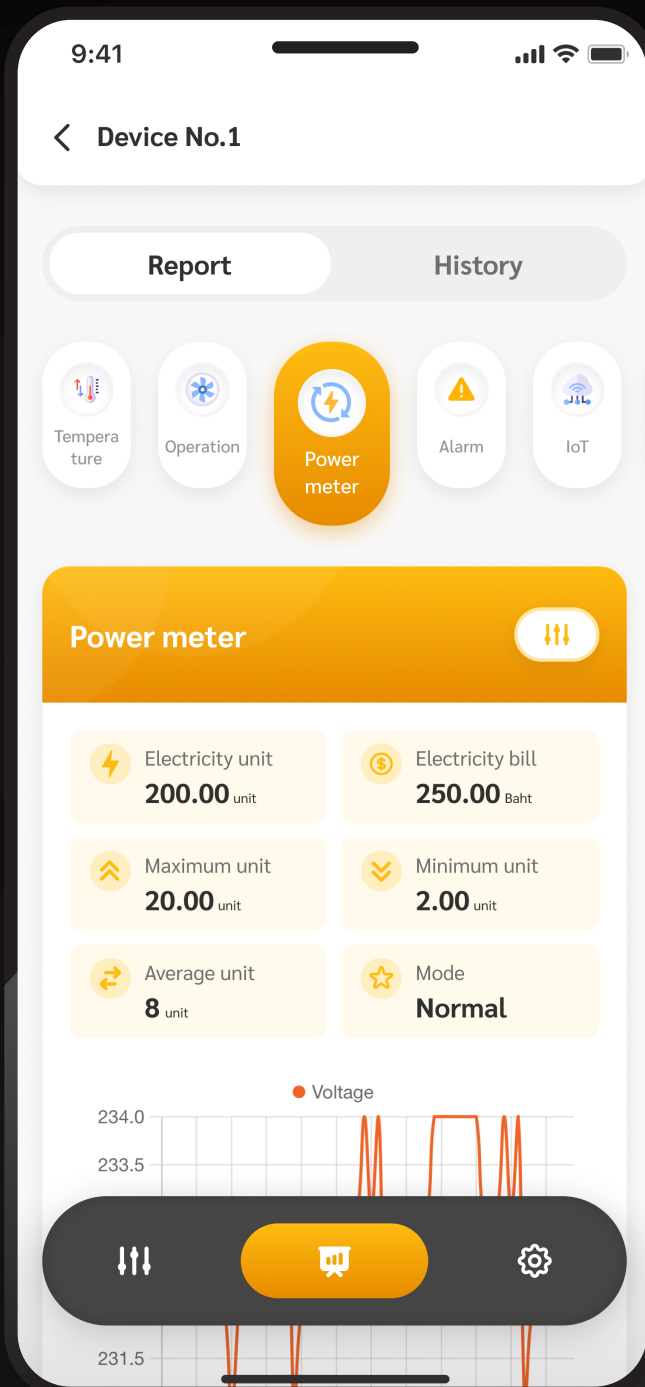 9:41
Device No.1
Report
History
Tempera
ture
Operation
Power
meter
Alarm
IoT
Power meter
Electricity unit
200.00 unit
Electricity bill
250.00 Baht
Maximum unit
20.00 unit
Minimum unit
2.00 unit
Average unit
8 unit
Mode
Normal
Voltage
234.0
233.5
231.5